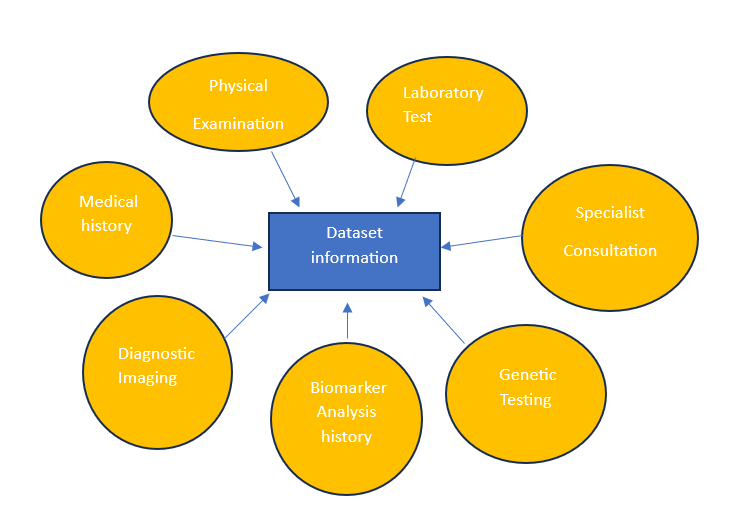 Physical
Examination
Laboratory
Test
Medical
history
Dataset
information
Specialist
Consultation
Diagnostic
Imaging
Biomarker
Analysis
history
Genetic
Testing